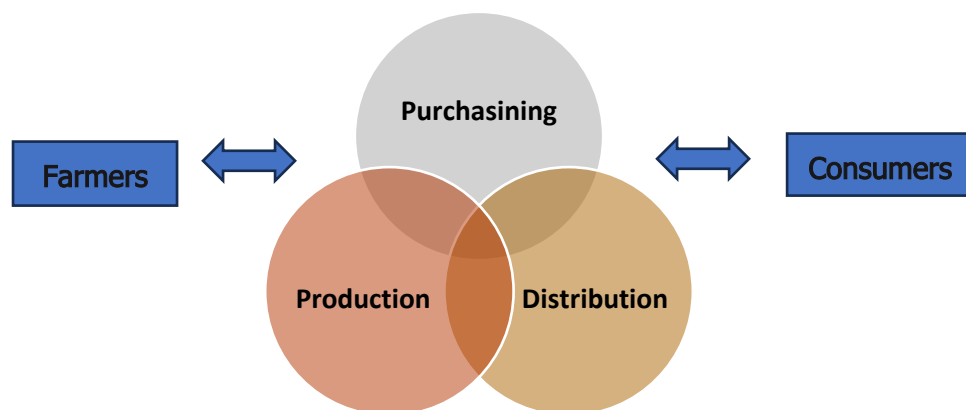 Purchasining
Farmers
Consumers
Production
Distribution